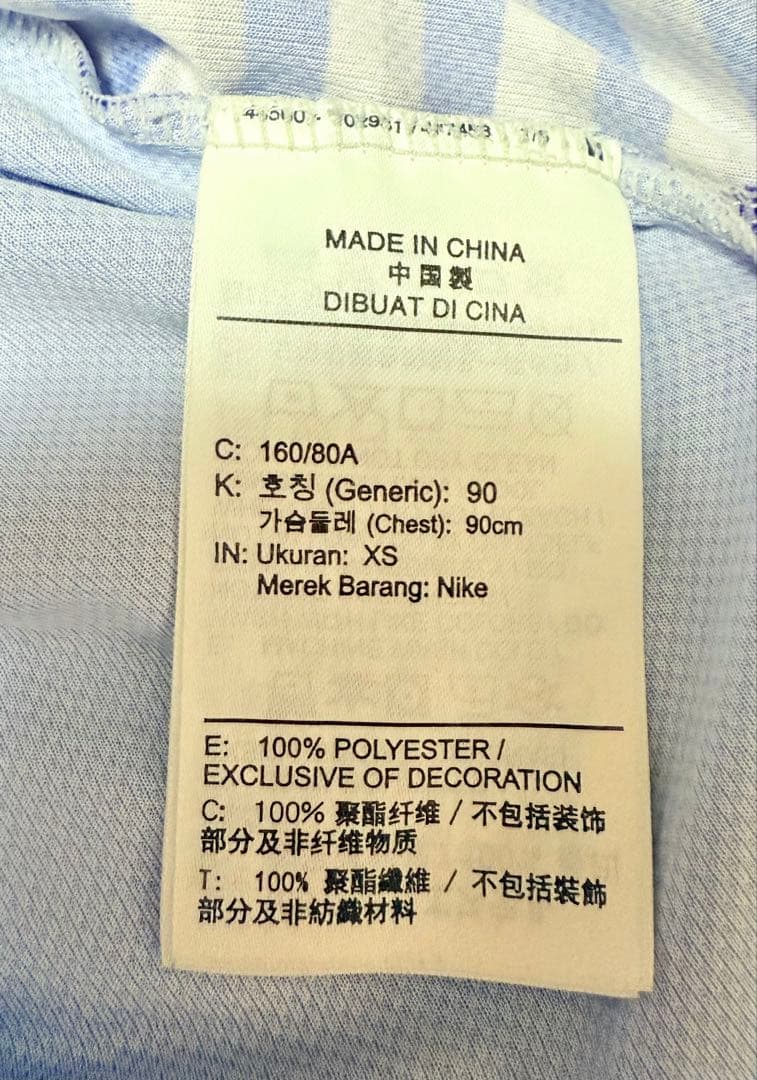 MADE IN CHINA
中国製
DIBUAT DI CINA
C: 160/80A
K: 호칭 (Generic): 90
가슴둘레 (Chest): 90cm
IN: Ukuran: XS
Merek Barang: Nike
E: 100% POLYESTER /
EXCLUSIVE OF DECORATION
C: 100% 聚酯纤维 / 不包括装饰
部分及非纤维物质
T: 100% 聚酯纖維 / 不包括裝飾
部分及非紡織材料